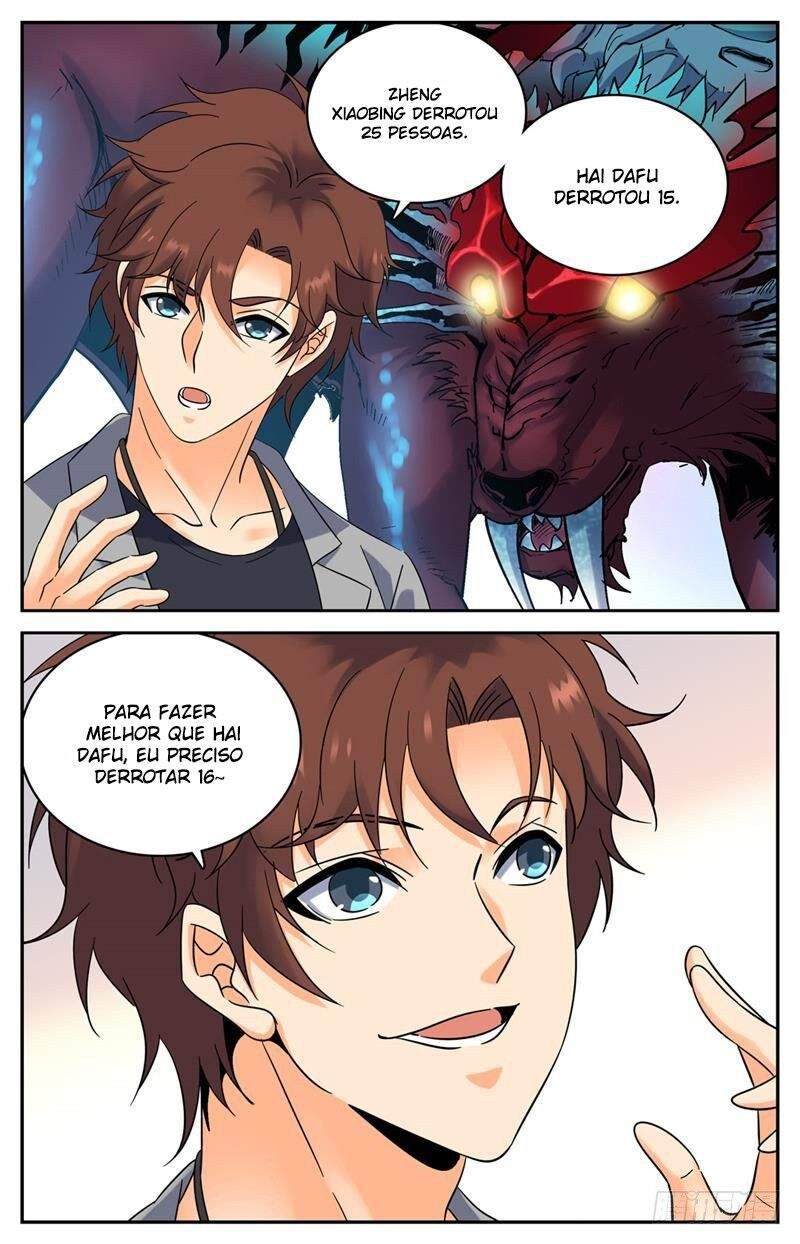 ZHENG
XIAOBING DERROTOU
25 PESSOAS.
HAI DAFU
DERROTOU 15.
PARA FAZER
MELHOR QUE HAI
DAFU, EU PRECISO
DERROTAR 16~